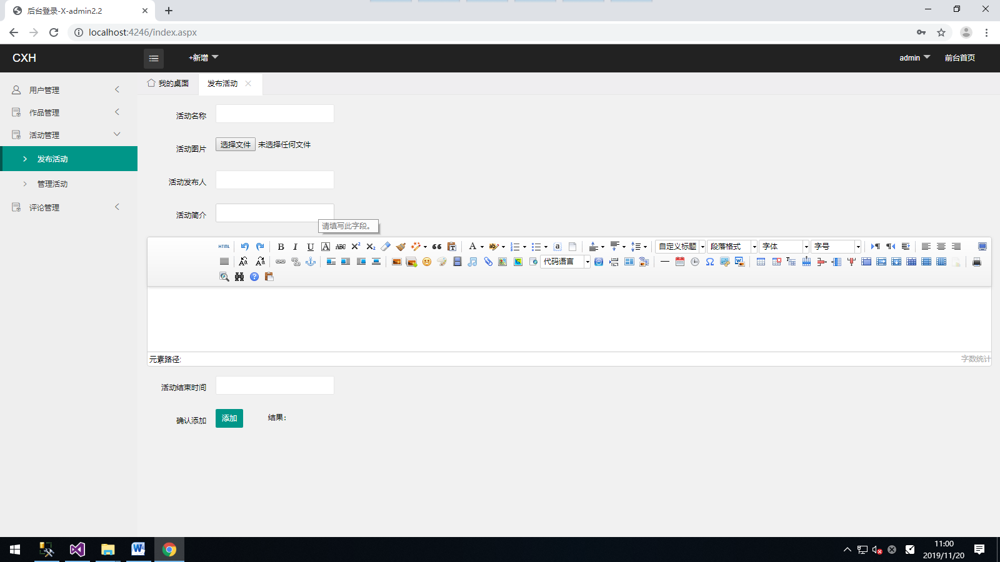 后台登录-X-admin2.2
localhost:4246/index.aspx
CXH
+新增
admin
前台首页
用户管理
作品管理
活动管理
发布活动
管理活动
评论管理
我的桌面
发布活动
活动名称
活动图片
选择文件 未选择任何文件
活动发布人
活动简介
请填写此字段。
HTML
自定义标题
段落格式
字体
字号
代码语言
元素路径:
字数统计
活动结束时间
确认添加
添加
结果：
11:00
2019/11/20